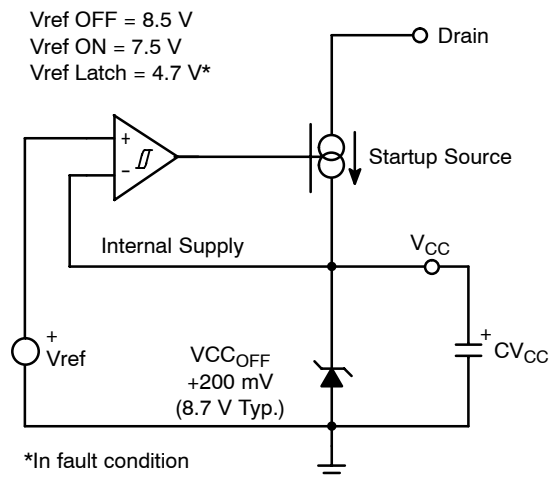 Vref OFF = 8.5 V
Vref ON = 7.5 V
Vref Latch = 4.7 V*
Drain
+
-
Startup Source
Internal Supply
VCC
+
Vref
VCCOFF
+200 mV
(8.7 V Typ.)
+
CVCC
*In fault condition